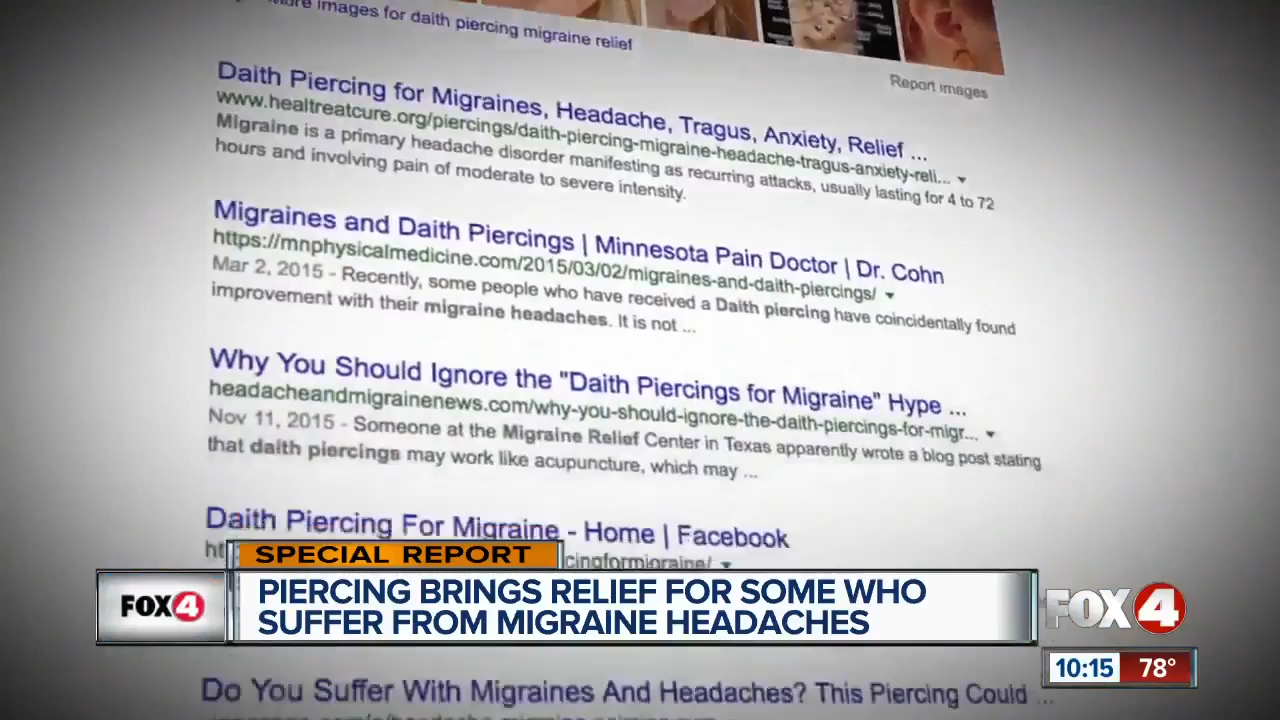 images for daith piercing migraine relief
Report images
Daith Piercing for Migraines, Headache, Tragus, Anxiety, Relief ...
www.healtreatcure.org/piercings/daith-piercing-migraine-headache-tragus-anxiety-reli...
Migraine is a primary headache disorder manifesting as recurring attacks, usually lasting for 4 to 72
hours and involving pain of moderate to severe intensity.
Migraines and Daith Piercings | Minnesota Pain Doctor | Dr. Cohn
https://mnphysicalmedicine.com/2015/03/02/migraines-and-daith-piercings/
Mar 2, 2015 - Recently, some people who have received a Daith piercing have coincidentally found
improvement with their migraine headaches. It is not ...
Why You Should Ignore the "Daith Piercings for Migraine" Hype ...
headacheandmigrainenews.com/why-you-should-ignore-the-daith-piercings-for-migr...
Nov 11, 2015 - Someone at the Migraine Relief Center in Texas apparently wrote a blog post stating
that daith piercings may work like acupuncture, which may ...
Daith Piercing For Migraine - Home | Facebook
SPECIAL REPORT
FOX 4
PIERCING BRINGS RELIEF FOR SOME WHO
SUFFER FROM MIGRAINE HEADACHES
FOX 4
10:15 78°
Do You Suffer With Migraines And Headaches? This Piercing Could ...